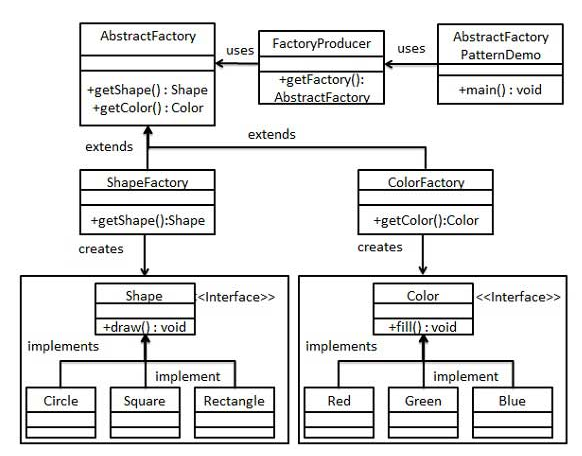 AbstractFactory
+getShape() : Shape
+getColor() : Color
uses
FactoryProducer
+getFactory():
AbstractFactory
uses
AbstractFactory
PatternDemo
+main() : void
extends
extends
ShapeFactory
+getShape():Shape
ColorFactory
+getColor():Color
creates
creates
Shape
<<Interface>>
+draw() : void
implements
implement
Circle
Square
Rectangle
Color
<<Interface>>
+fill() : void
implements
implement
Red
Green
Blue